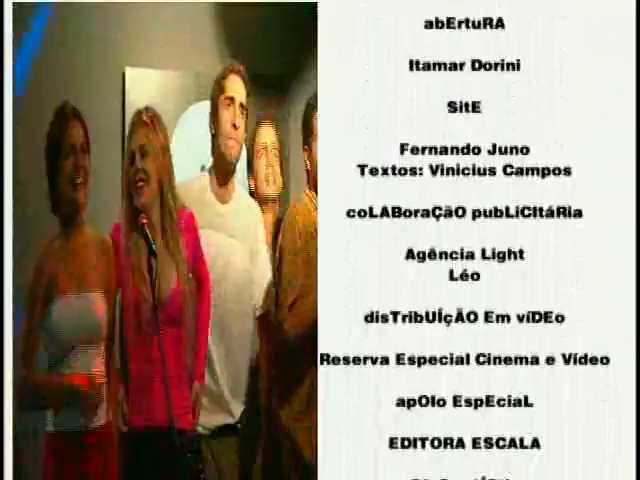 abErtuRA
Itamar Dorini
SitE
Fernando Juno
Textos: Vinicius Campos
coLABoraÇãO pubLiCItáRia
Agência Light
Léo
disTribUÍçÃO Em víDEo
Reserva Especial Cinema e Vídeo
apOIo EspEciaL
EDITORA ESCALA